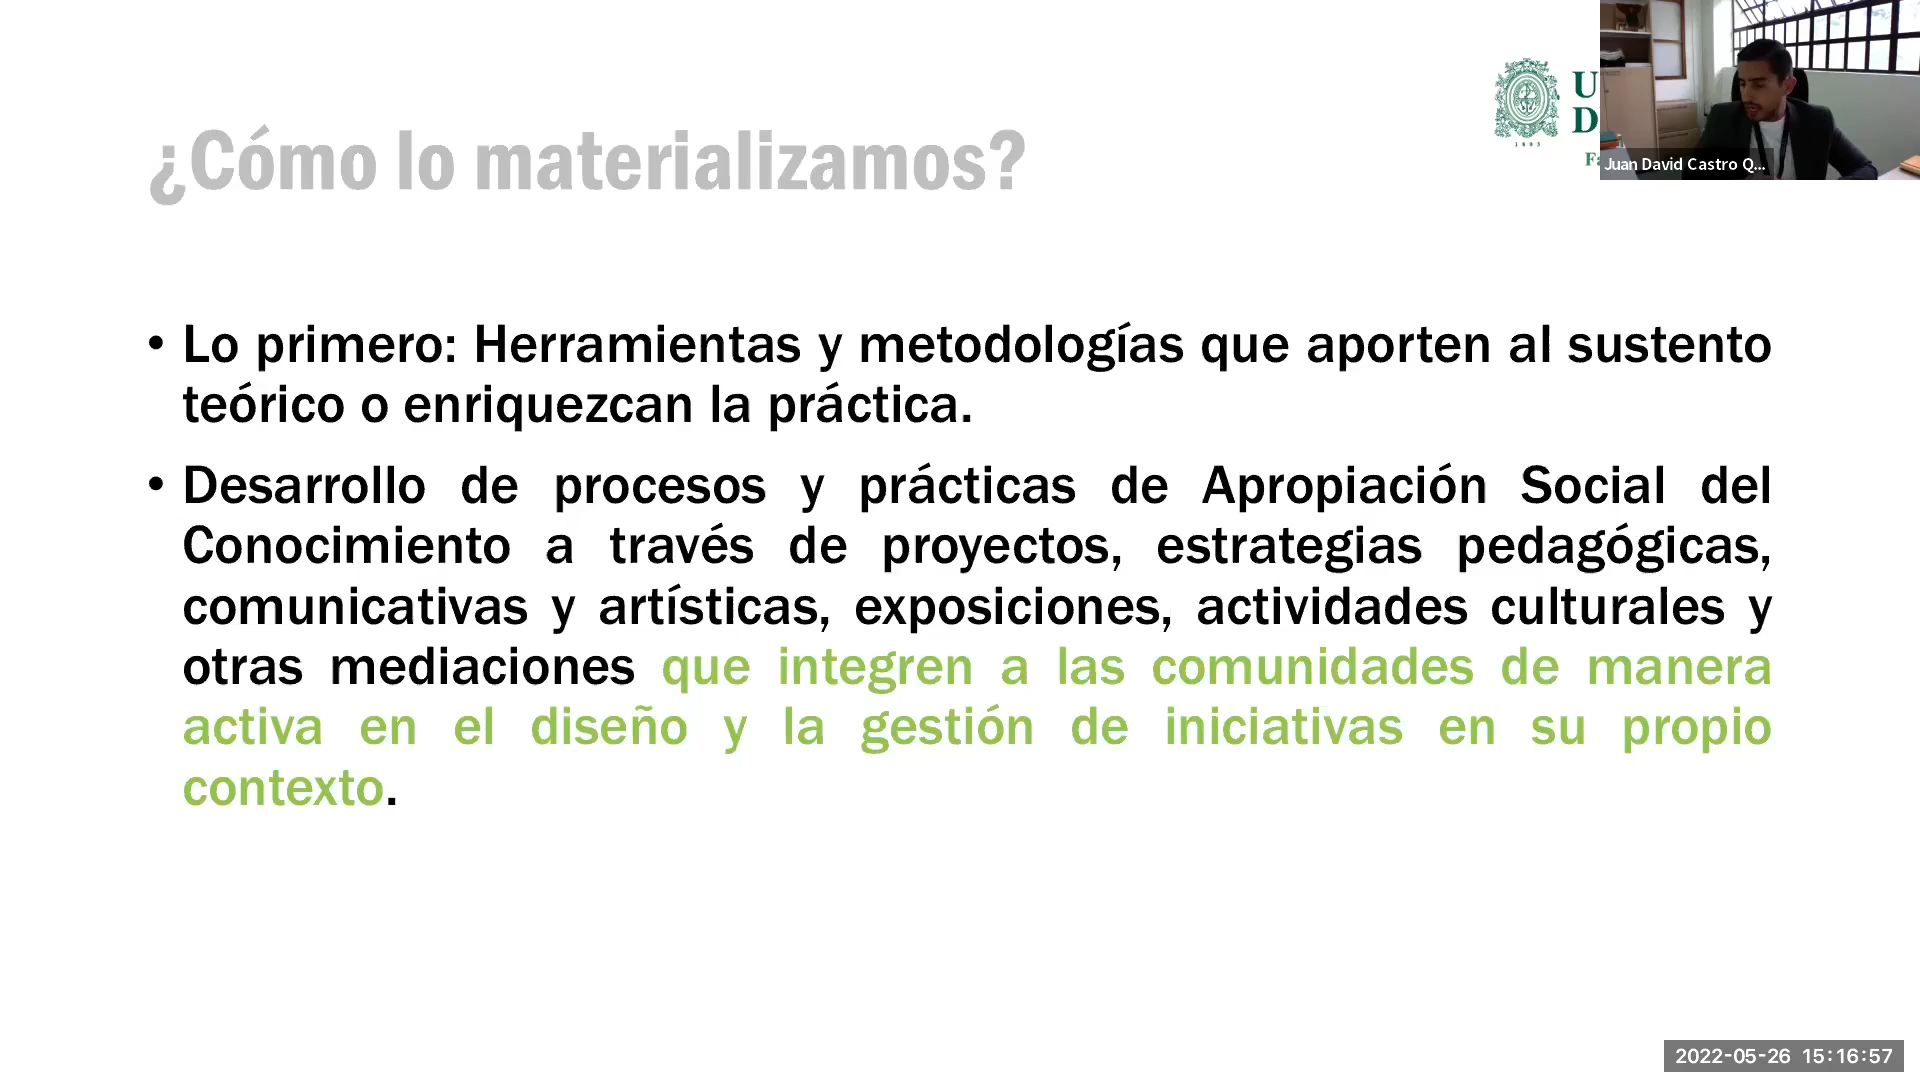 ¿Cómo lo materializamos?
1803
Juan David Castro Q...
• Lo primero: Herramientas y metodologías que aporten al sustento
teórico o enriquezcan la práctica.
• Desarrollo de procesos y prácticas de Apropiación Social del
Conocimiento a través de proyectos, estrategias pedagógicas,
comunicativas y artísticas, exposiciones, actividades culturales y
otras mediaciones que integren a las comunidades de manera
activa en el diseño y la gestión de iniciativas en su propio
contexto.
2022-05-26 15:16:57